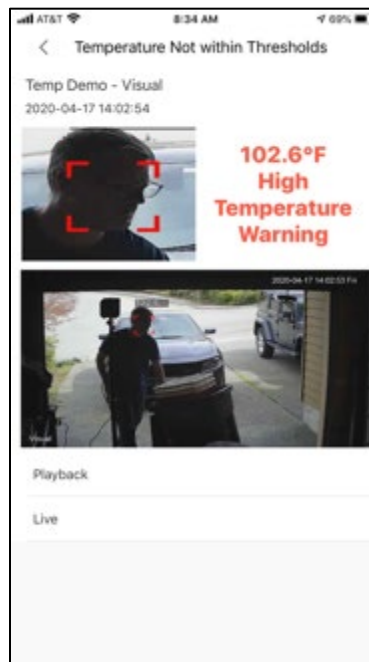 AT&T 8:34 AM 69%
Temperature Not within Thresholds
Temp Demo - Visual
2020-04-17 14:02:54
102.6°F
High
Temperature
Warning
2020-04-17 14:02:53 Fri
Visual
Playback
Live